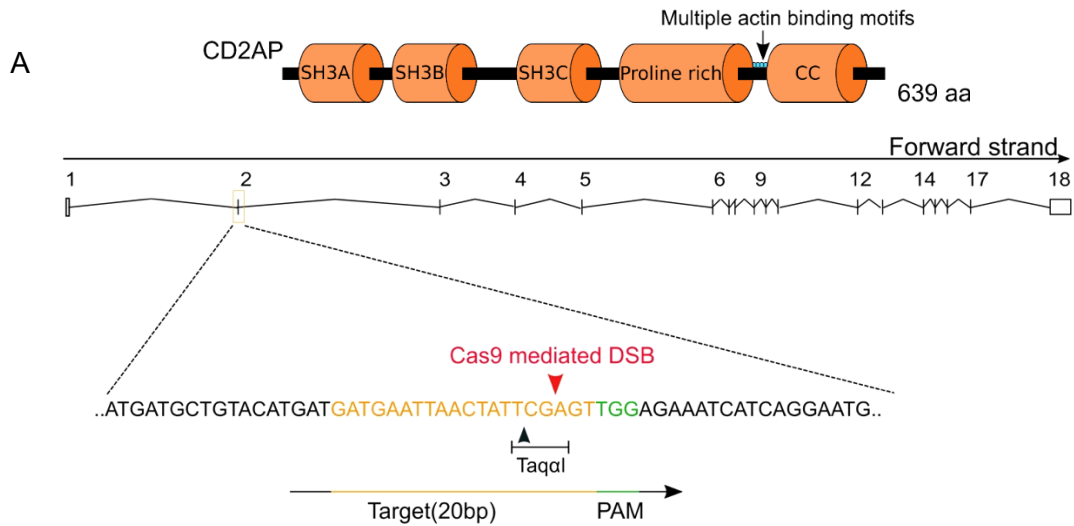 A
Multiple actin binding motifs
CD2AP
SH3A SH3B SH3C Proline rich CC
639 aa
Forward strand
1 2 3 4 5 6 9 12 14 17 18
Cas9 mediated DSB
..ATGATGCTGTACATGATGATGAATTAACTATTCGAGTTGGAGAAATCATCAGGAATG..
TaqαI
Target(20bp) PAM